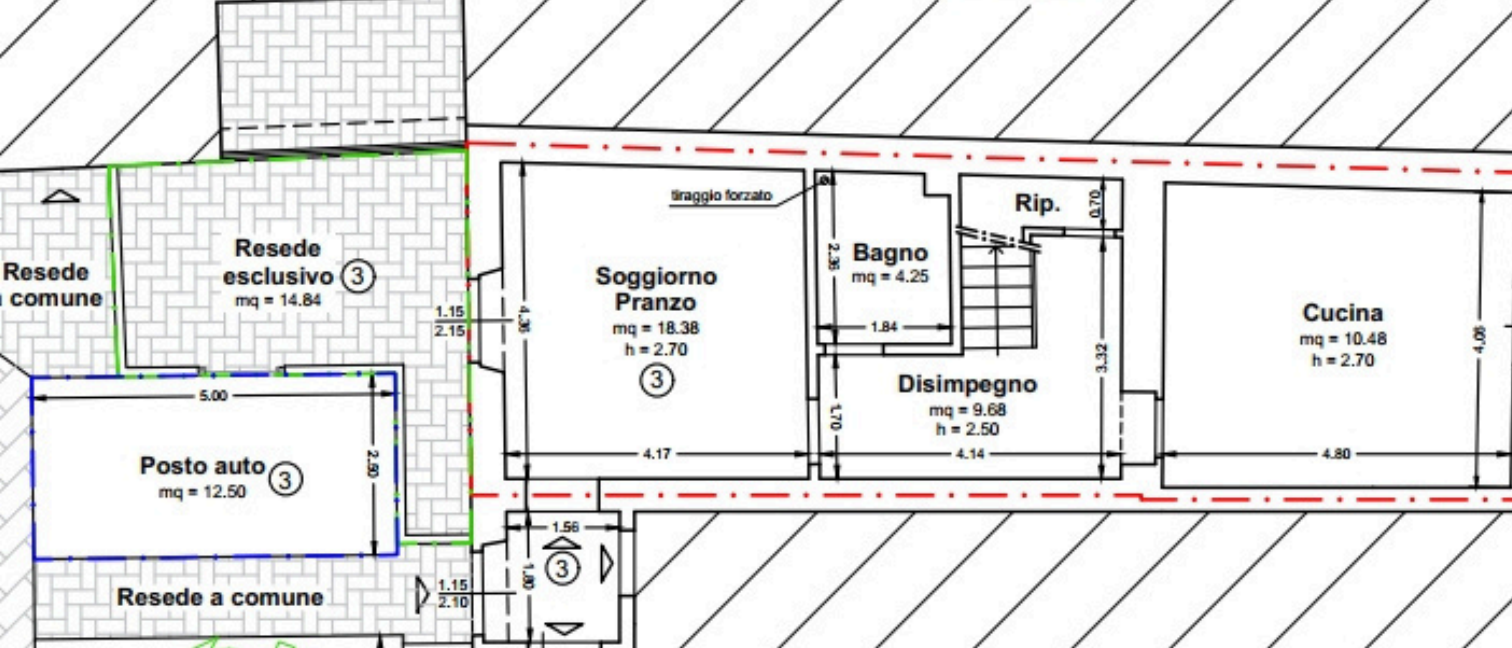 tiraggio forzato
Rip.
0.70
Resede
esclusivo 3
mq = 14.84
Resede
a comune
Soggiorno
Pranzo
mq = 18.38
h = 2.70
3
4.36
4.17
1.15
2.15
Bagno
mq = 4.25
2.36
1.84
Disimpegno
mq = 9.68
h = 2.50
1.70
3.32
4.14
Cucina
mq = 10.48
h = 2.70
4.06
4.80
5.00
Posto auto 3
mq = 12.50
2.50
Resede a comune
1.15
2.10
1.56
3
1.80